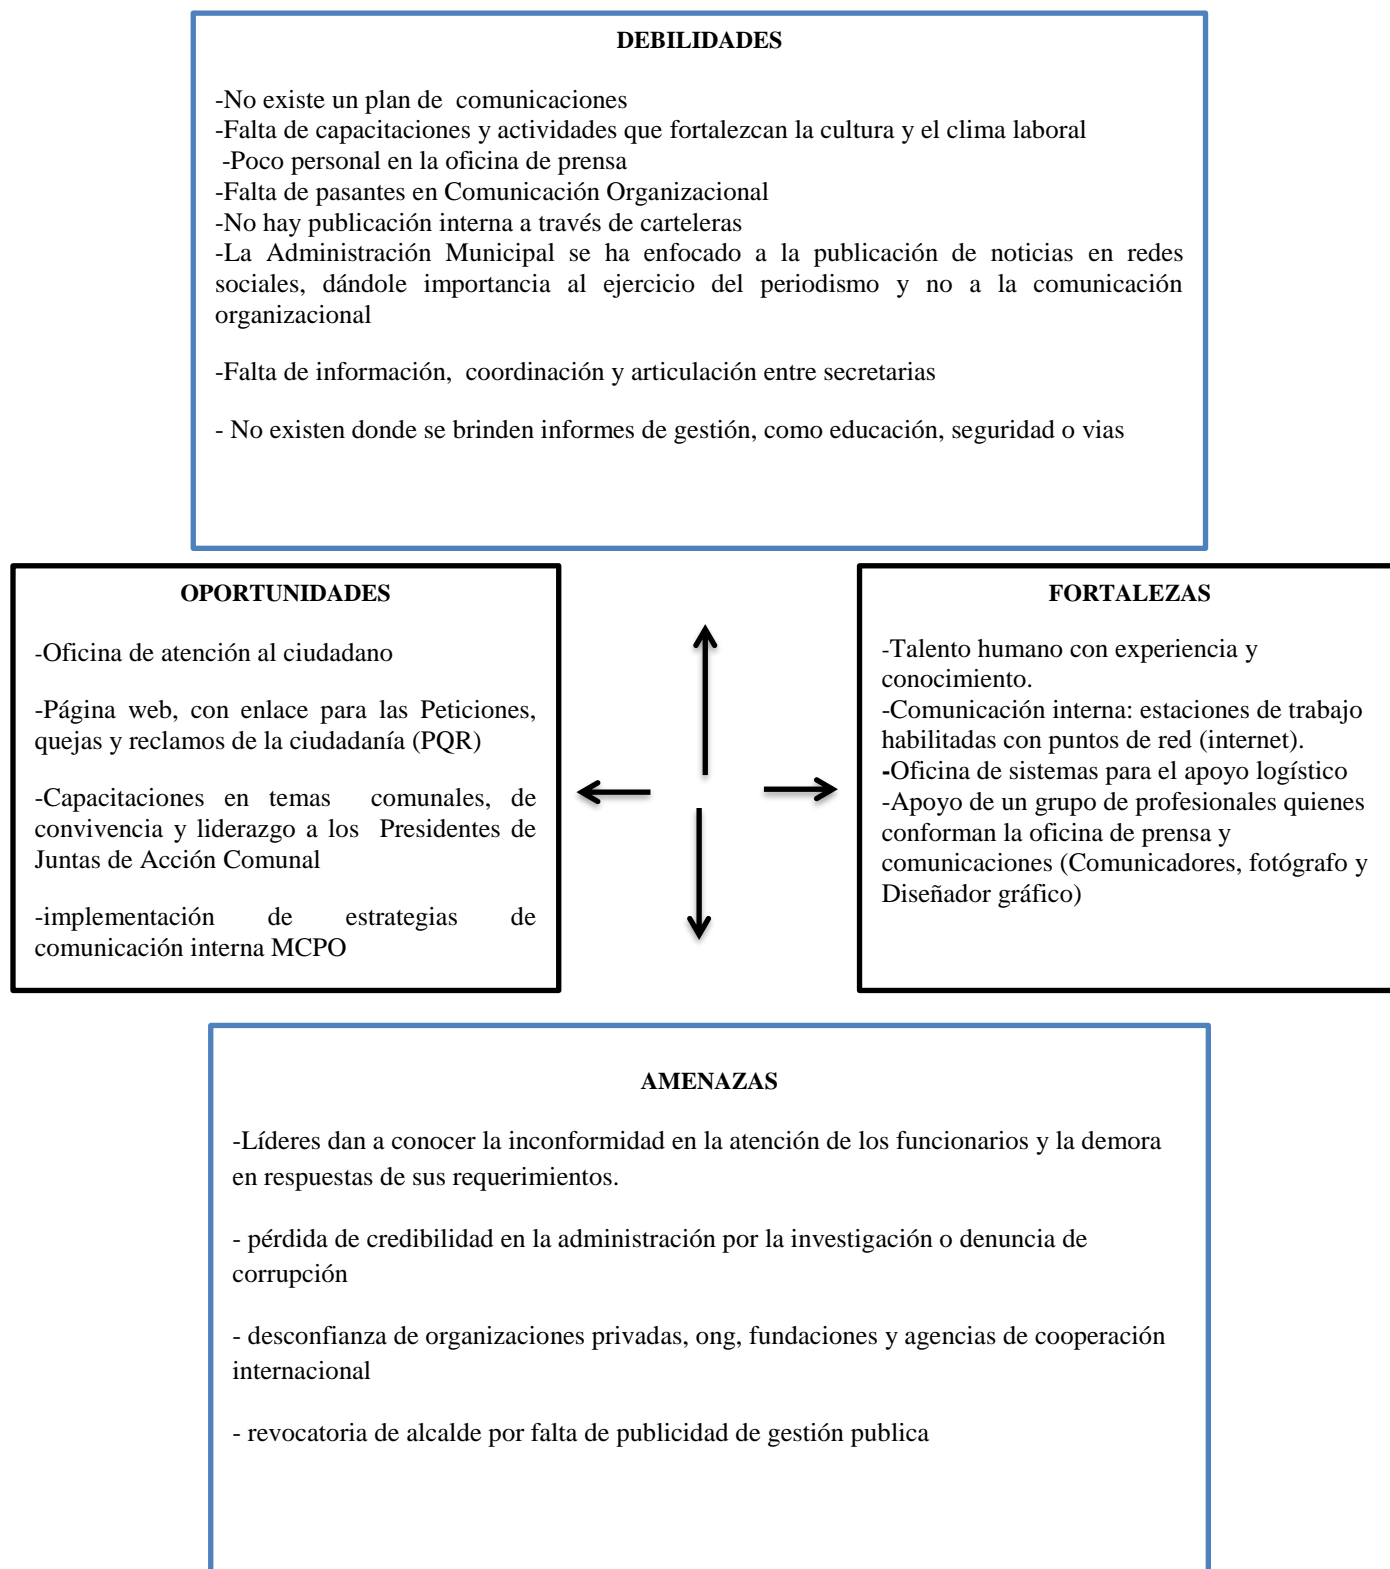 DEBILIDADES
-No existe un plan de comunicaciones
-Falta de capacitaciones y actividades que fortalezcan la cultura y el clima laboral
-Poco personal en la oficina de prensa
-Falta de pasantes en Comunicación Organizacional
-No hay publicación interna a través de carteleras
-La Administración Municipal se ha enfocado a la publicación de noticias en redes
sociales, dándole importancia al ejercicio del periodismo y no a la comunicación
organizacional
-Falta de información, coordinación y articulación entre secretarias
- No existen donde se brinden informes de gestión, como educación, seguridad o vias
OPORTUNIDADES
-Oficina de atención al ciudadano
-Página web, con enlace para las Peticiones,
quejas y reclamos de la ciudadanía (PQR)
-Capacitaciones en temas comunales, de
convivencia y liderazgo a los Presidentes de
Juntas de Acción Comunal
-implementación de estrategias de
comunicación interna MCPO
FORTALEZAS
-Talento humano con experiencia y
conocimiento.
-Comunicación interna: estaciones de trabajo
habilitadas con puntos de red (internet).
-Oficina de sistemas para el apoyo logístico
-Apoyo de un grupo de profesionales quienes
conforman la oficina de prensa y
comunicaciones (Comunicadores, fotógrafo y
Diseñador gráfico)
AMENAZAS
-Líderes dan a conocer la inconformidad en la atención de los funcionarios y la demora
en respuestas de sus requerimientos.
- pérdida de credibilidad en la administración por la investigación o denuncia de
corrupción
- desconfianza de organizaciones privadas, ong, fundaciones y agencias de cooperación
internacional
- revocatoria de alcalde por falta de publicidad de gestión publica